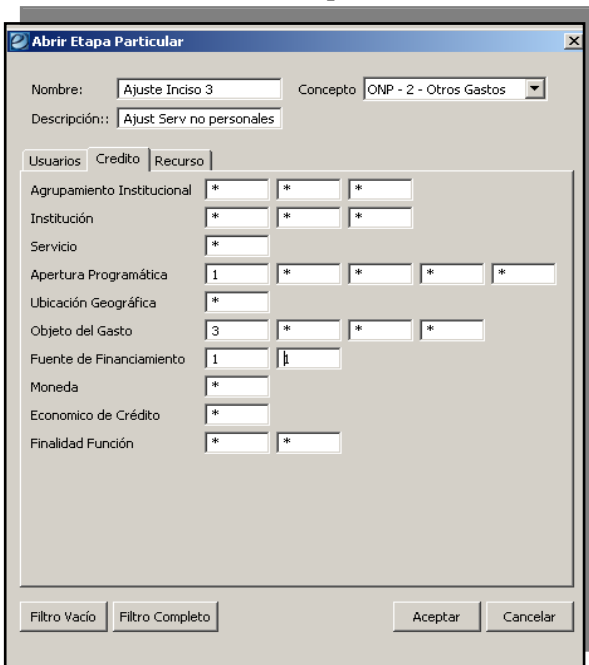 Abrir Etapa Particular
Nombre: Ajuste Inciso 3 Concepto ONP - 2 - Otros Gastos
Descripción:: Ajust Serv no personales
Usuarios Credito Recurso
Agrupamiento Institucional * * *
Institución * * *
Servicio *
Apertura Programática 1 * * * *
Ubicación Geográfica *
Objeto del Gasto 3 * * *
Fuente de Financiamiento 1 1
Moneda *
Economico de Crédito *
Finalidad Función * *
Filtro Vacío Filtro Completo Aceptar Cancelar